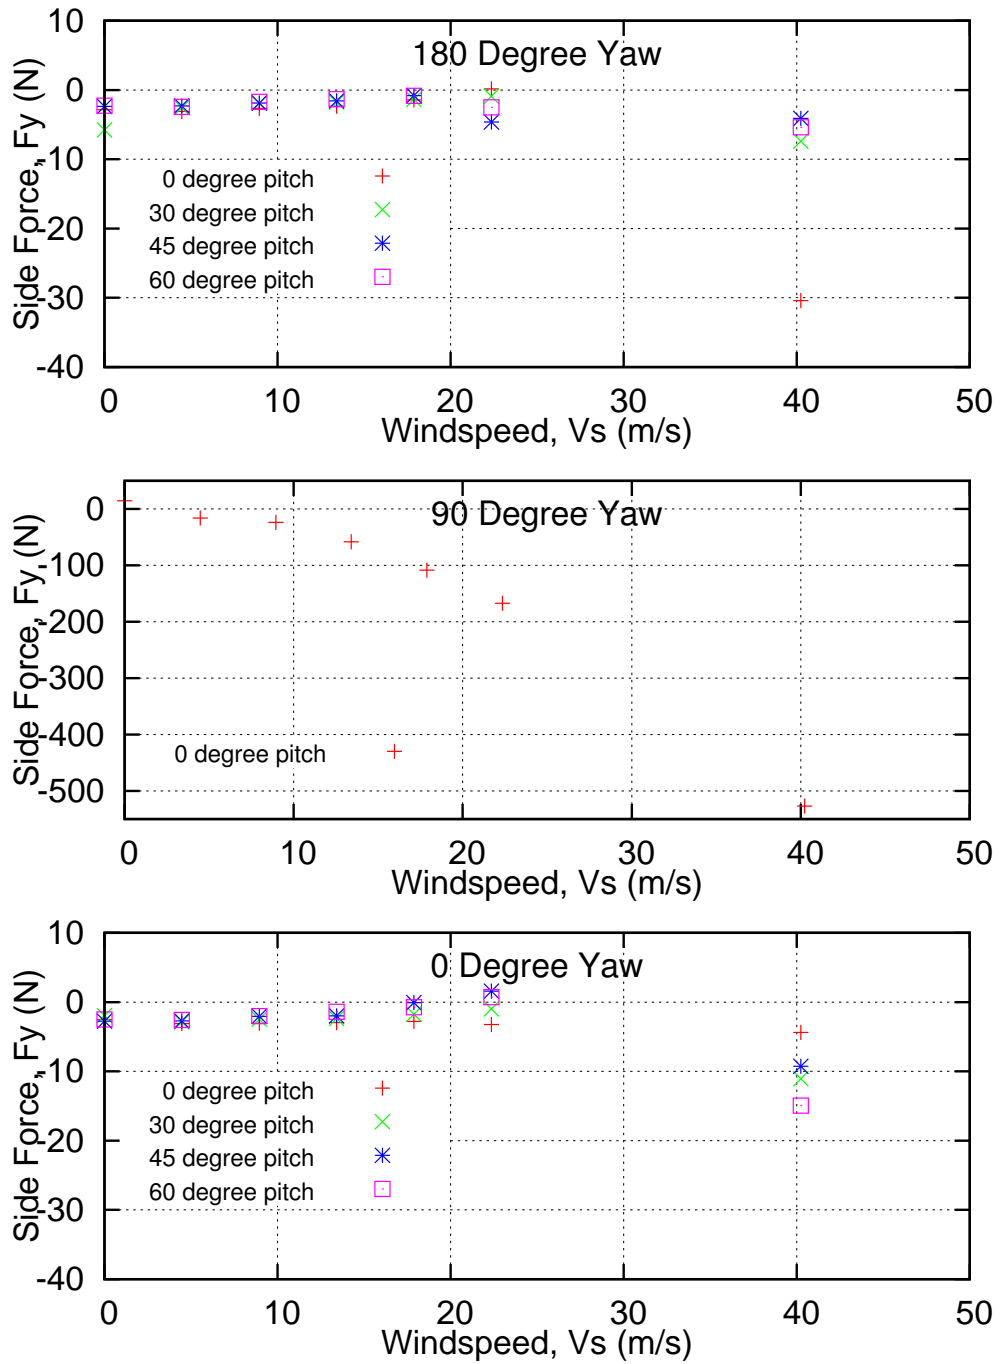 180 Degree Yaw
Side Force, Fy (N)
10
0
-10
-20
-30
-40
0 degree pitch
30 degree pitch
45 degree pitch
60 degree pitch
0 10 20 30 40 50
Windspeed, Vs (m/s)
90 Degree Yaw
Side Force, Fy (N)
0
-100
-200
-300
-400
-500
0 degree pitch
0 10 20 30 40 50
Windspeed, Vs (m/s)
0 Degree Yaw
Side Force, Fy (N)
10
0
-10
-20
-30
-40
0 degree pitch
30 degree pitch
45 degree pitch
60 degree pitch
0 10 20 30 40 50
Windspeed, Vs (m/s)